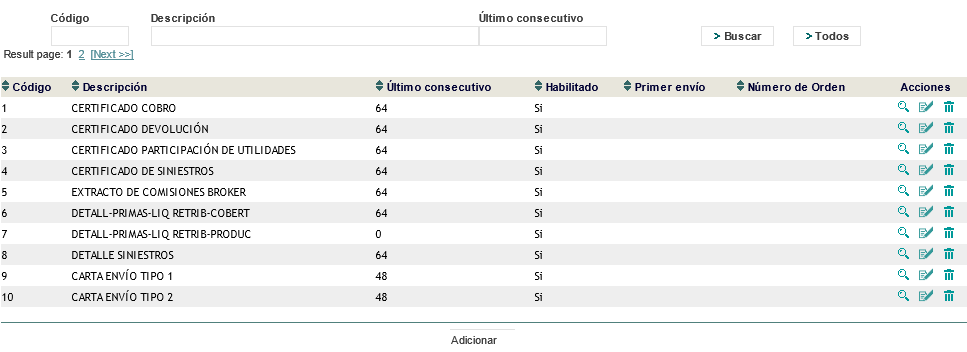 Código Descripción Último consecutivo
> Buscar > Todos
Result page: 1 2 [Next >>]
Código Descripción Último consecutivo Habilitado Primer envío Número de Orden Acciones
1 CERTIFICADO COBRO 64 Si
2 CERTIFICADO DEVOLUCIÓN 64 Si
3 CERTIFICADO PARTICIPACIÓN DE UTILIDADES 64 Si
4 CERTIFICADO DE SINIESTROS 64 Si
5 EXTRACTO DE COMISIONES BROKER 64 Si
6 DETALL-PRIMAS-LIQ RETRIB-COBERT 64 Si
7 DETALL-PRIMAS-LIQ RETRIB-PRODUC 0 Si
8 DETALLE SINIESTROS 64 Si
9 CARTA ENVÍO TIPO 1 48 Si
10 CARTA ENVÍO TIPO 2 48 Si
Adicionar